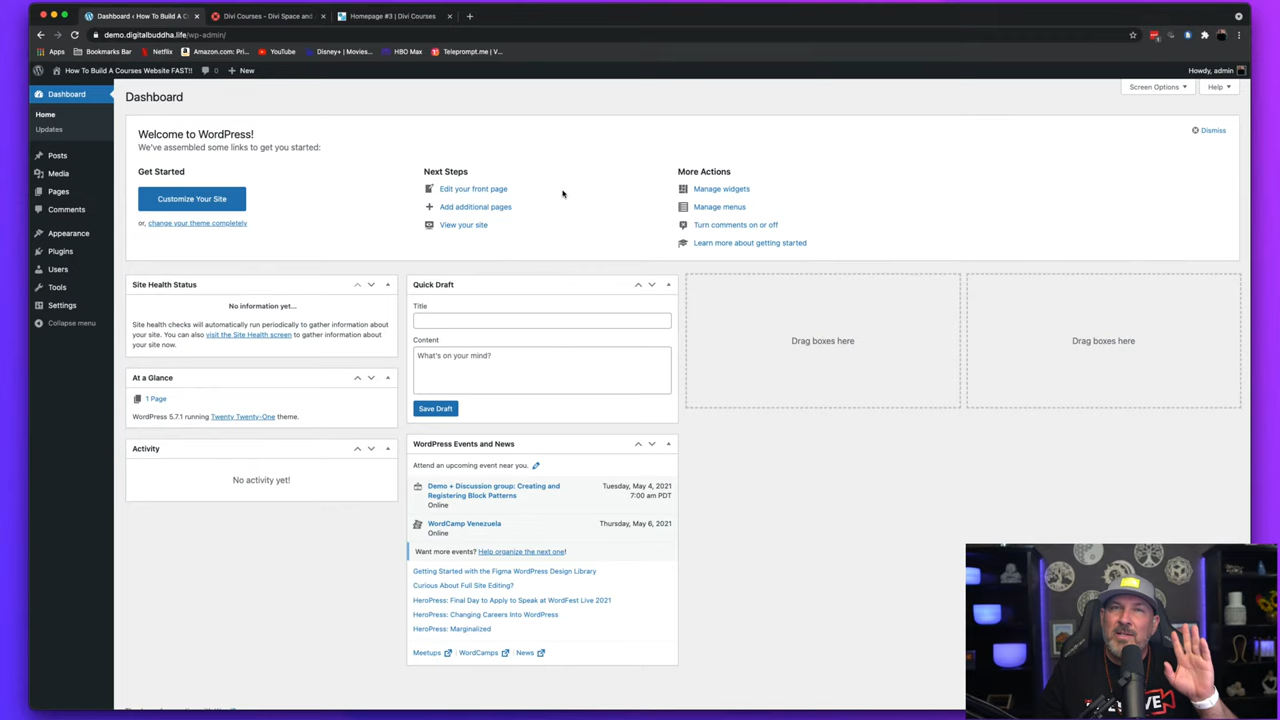 Dashboard ‹ How To Build A C
Divi Courses - Divi Space and
Homepage #3 | Divi Courses
demo.digitalbuddha.life/wp-admin/
Apps
Bookmarks Bar
Netflix
Amazon.com: Pri...
YouTube
Disney+ | Movies...
HBO Max
Teleprompt.me | V...
How To Build A Courses Website FAST!!
0
New
Howdy, admin
Dashboard
Home
Updates
Posts
Media
Pages
Comments
Appearance
Plugins
Users
Tools
Settings
Collapse menu
Dashboard
Screen Options
Help
Welcome to WordPress!
We've assembled some links to get you started:
Dismiss
Get Started
Customize Your Site
or, change your theme completely
Next Steps
Edit your front page
Add additional pages
View your site
More Actions
Manage widgets
Manage menus
Turn comments on or off
Learn more about getting started
Site Health Status
No information yet...
Site health checks will automatically run periodically to gather information about
your site. You can also visit the Site Health screen to gather information about
your site now.
At a Glance
1 Page
WordPress 5.7.1 running Twenty Twenty-One theme.
Activity
No activity yet!
Quick Draft
Title
Content
What's on your mind?
Save Draft
WordPress Events and News
Attend an upcoming event near you.
Demo + Discussion group: Creating and
Registering Block Patterns
Online
Tuesday, May 4, 2021
7:00 am PDT
WordCamp Venezuela
Online
Thursday, May 6, 2021
Want more events? Help organize the next one!
Getting Started with the Figma WordPress Design Library
Curious About Full Site Editing?
HeroPress: Final Day to Apply to Speak at WordFest Live 2021
HeroPress: Changing Careers Into WordPress
HeroPress: Marginalized
Meetups
WordCamps
News
Drag boxes here
Drag boxes here